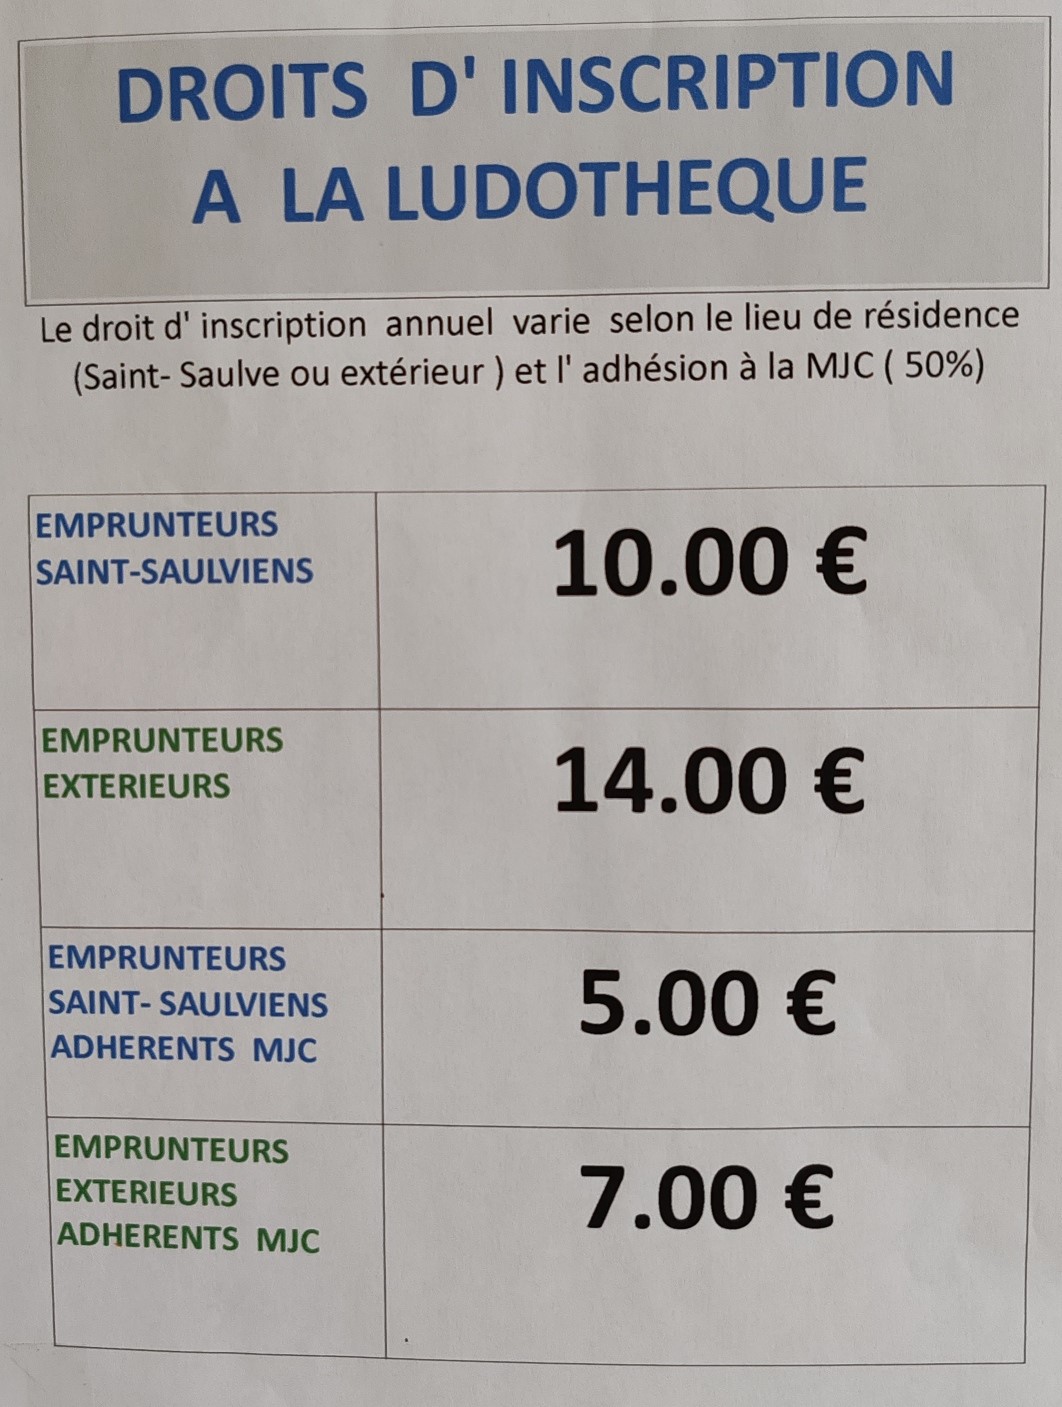 DROITS D' INSCRIPTION
A LA LUDOTHEQUE
Le droit d' inscription annuel varie selon le lieu de résidence
(Saint- Saulve ou extérieur ) et l' adhésion à la MJC ( 50%)
EMPRUNTEURS
SAINT-SAULVIENS
10.00 €
EMPRUNTEURS
EXTERIEURS
14.00 €
EMPRUNTEURS
SAINT- SAULVIENS
ADHERENTS MJC
5.00 €
EMPRUNTEURS
EXTERIEURS
ADHERENTS MJC
7.00 €